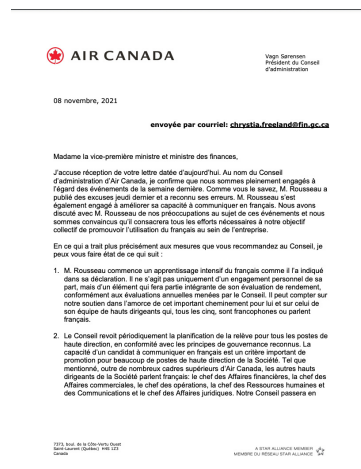 AIR CANADA
Vagn Sørensen
Président du Conseil
d'administration
08 novembre, 2021
envoyée par courriel: chrystia.freeland@fin.gc.ca
Madame la vice-première ministre et ministre des finances,
J'accuse réception de votre lettre datée d'aujourd'hui. Au nom du Conseil
d'administration d'Air Canada, je confirme que nous sommes pleinement engagés à
l'égard des événements de la semaine dernière. Comme vous le savez, M. Rousseau a
publié des excuses jeudi dernier et a reconnu ses erreurs. M. Rousseau s'est
également engagé à améliorer sa capacité à communiquer en français. Nous avons
discuté avec M. Rousseau de nos préoccupations au sujet de ces événements et nous
sommes convaincus qu'il consacrera tous les efforts nécessaires à notre objectif
collectif de promouvoir l'utilisation du français au sein de l'entreprise.
En ce qui a trait plus précisément aux mesures que vous recommandez au Conseil, je
peux vous faire état de ce qui suit :
1. M. Rousseau commence un apprentissage intensif du français comme il l'a indiqué
dans sa déclaration. Il ne s'agit pas uniquement d'un engagement personnel de sa
part, mais d'un élément qui fera partie intégrante de son évaluation de rendement,
conformément aux évaluations annuelles menées par le Conseil. Il peut compter sur
notre soutien dans l'amorce de cet important cheminement pour lui et sur celui de
son équipe de hauts dirigeants qui, tous les cinq, sont francophones ou parlent
français.
2. Le Conseil revoit périodiquement la planification de la relève pour tous les postes de
haute direction, en conformité avec les principes de gouvernance reconnus. La
capacité d'un candidat à communiquer en français est un critère important de
promotion pour beaucoup de postes de haute direction de la Société. Tel que
mentionné, outre de nombreux cadres supérieurs d'Air Canada, les autres hauts
dirigeants de la Société parlent français: le chef des Affaires financières, la chef des
Affaires commerciales, le chef des opérations, la chef des Ressources humaines et
des Communications et le chef des Affaires juridiques. Notre Conseil passera en
7373, boul. de la Côte-Vertu Ouest
Saint-Laurent (Québec) H4S 1Z3
Canada
A STAR ALLIANCE MEMBER
MEMBRE DU RÉSEAU STAR ALLIANCE